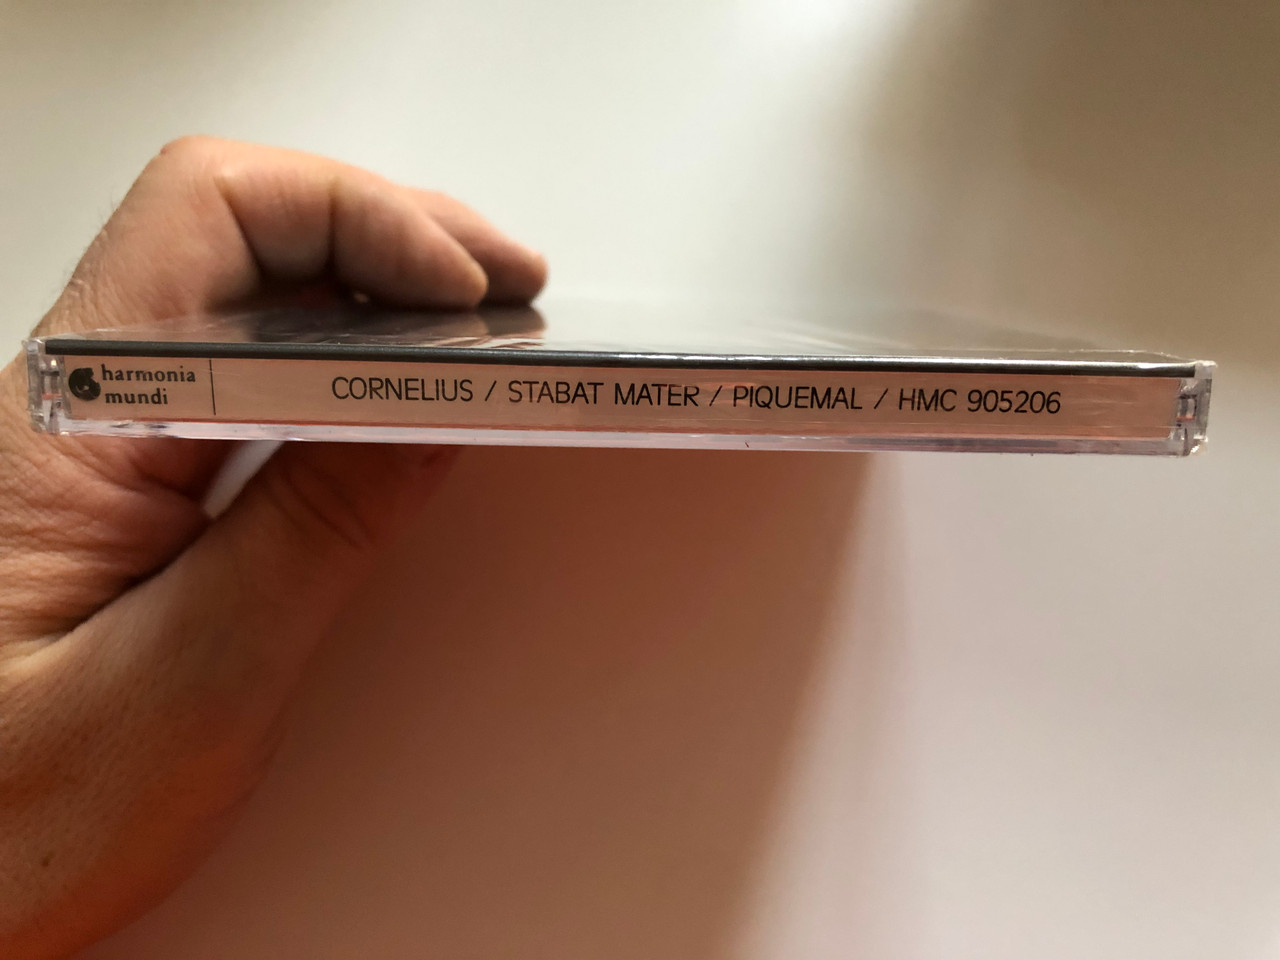 harmonia
mundi
CORNELIUS / STABAT MATER / PIQUEMAL / HMC 905206